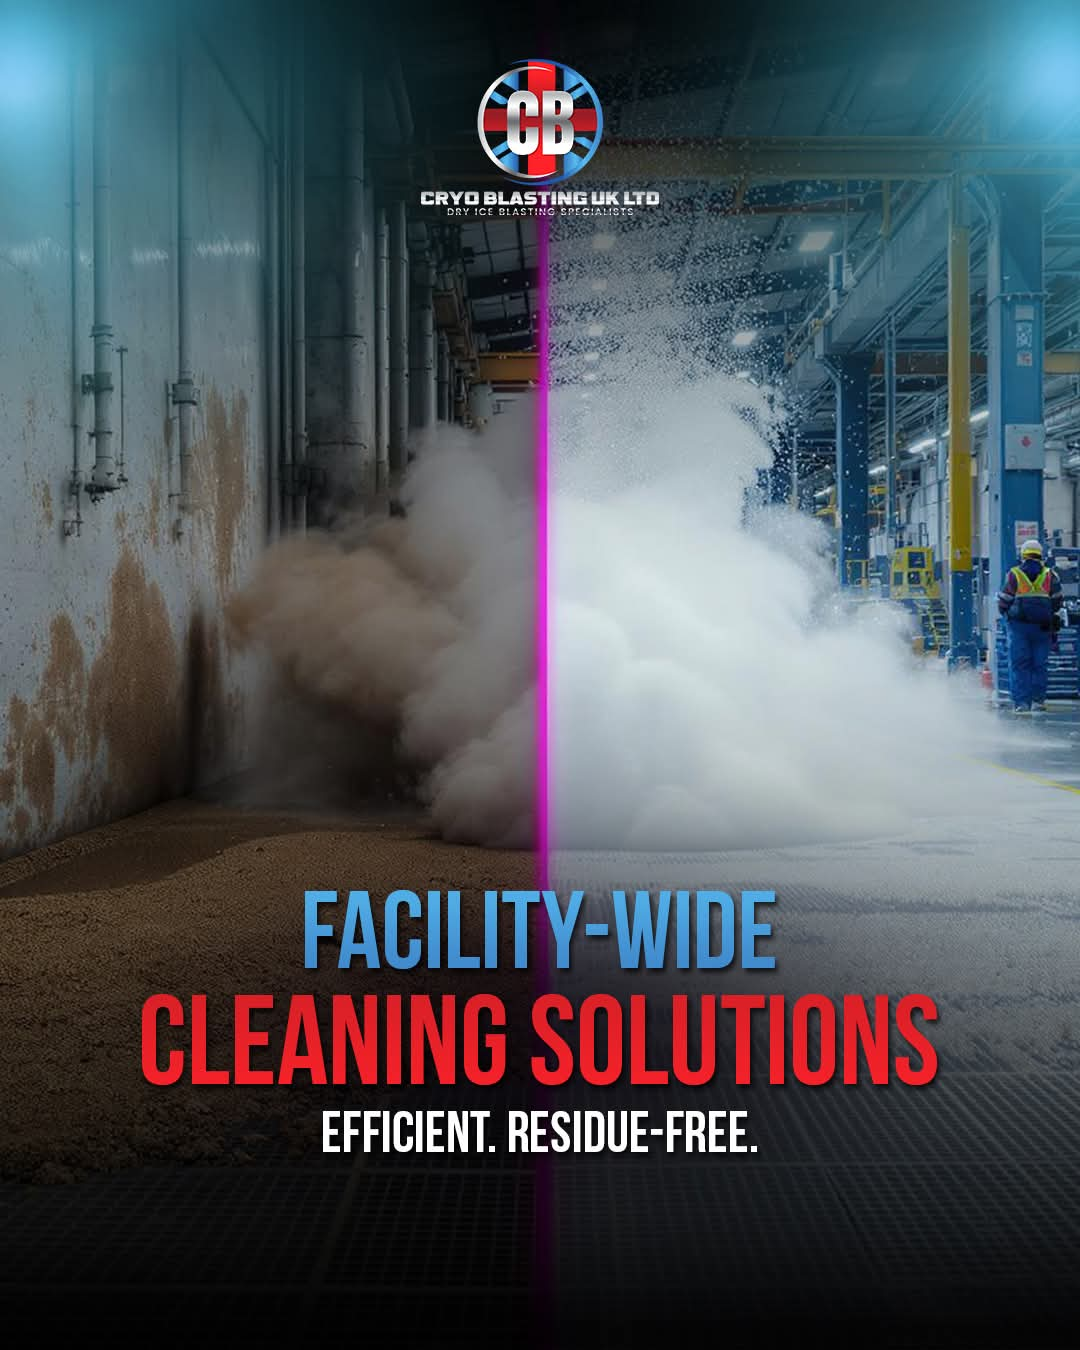 CB
CRYO BLASTING UK LTD
DRY ICE BLASTING SPECIALISTS
FACILITY-WIDE
CLEANING SOLUTIONS
EFFICIENT. RESIDUE-FREE.